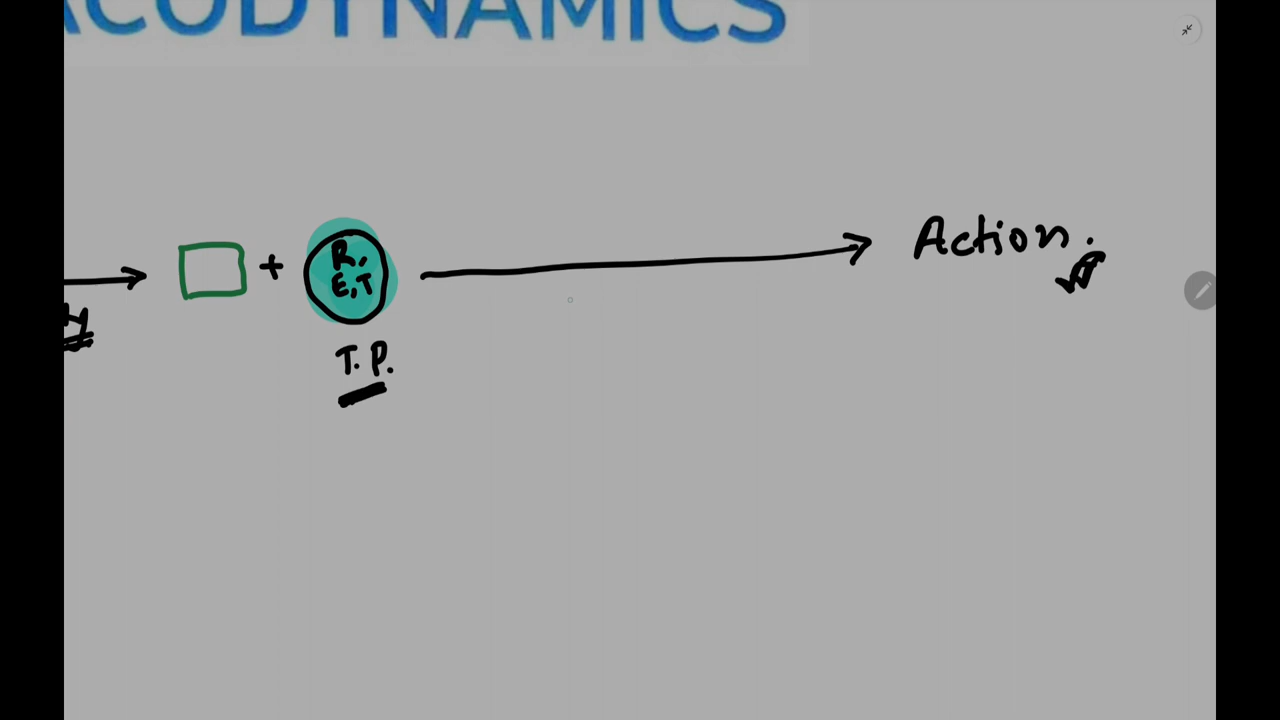 ACODYNAMICS
+ R,
E,T
Action.
T.P.